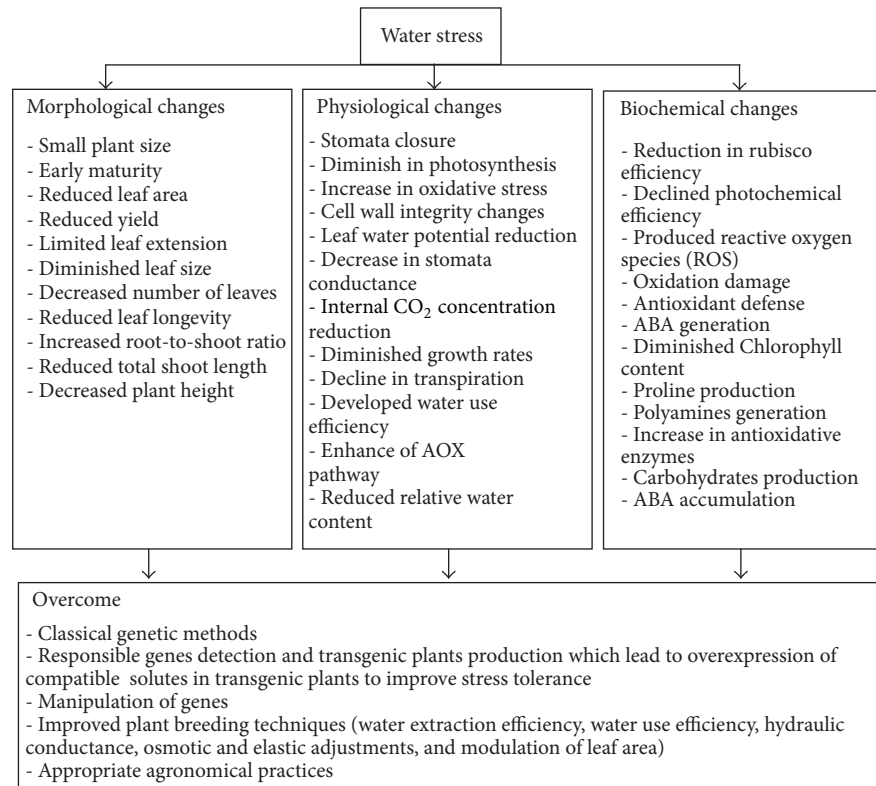 Water stress
Morphological changes
- Small plant size
- Early maturity
- Reduced leaf area
- Reduced yield
- Limited leaf extension
- Diminished leaf size
- Decreased number of leaves
- Reduced leaf longevity
- Increased root-to-shoot ratio
- Reduced total shoot length
- Decreased plant height
Physiological changes
- Stomata closure
- Diminish in photosynthesis
- Increase in oxidative stress
- Cell wall integrity changes
- Leaf water potential reduction
- Decrease in stomata
conductance
- Internal CO₂ concentration
reduction
- Diminished growth rates
- Decline in transpiration
- Developed water use
efficiency
- Enhance of AOX
pathway
- Reduced relative water
content
Biochemical changes
- Reduction in rubisco
efficiency
- Declined photochemical
efficiency
- Produced reactive oxygen
species (ROS)
- Oxidation damage
- Antioxidant defense
- ABA generation
- Diminished Chlorophyll
content
- Proline production
- Polyamines generation
- Increase in antioxidative
enzymes
- Carbohydrates production
- ABA accumulation
Overcome
- Classical genetic methods
- Responsible genes detection and transgenic plants production which lead to overexpression of
compatible solutes in transgenic plants to improve stress tolerance
- Manipulation of genes
- Improved plant breeding techniques (water extraction efficiency, water use efficiency, hydraulic
conductance, osmotic and elastic adjustments, and modulation of leaf area)
- Appropriate agronomical practices